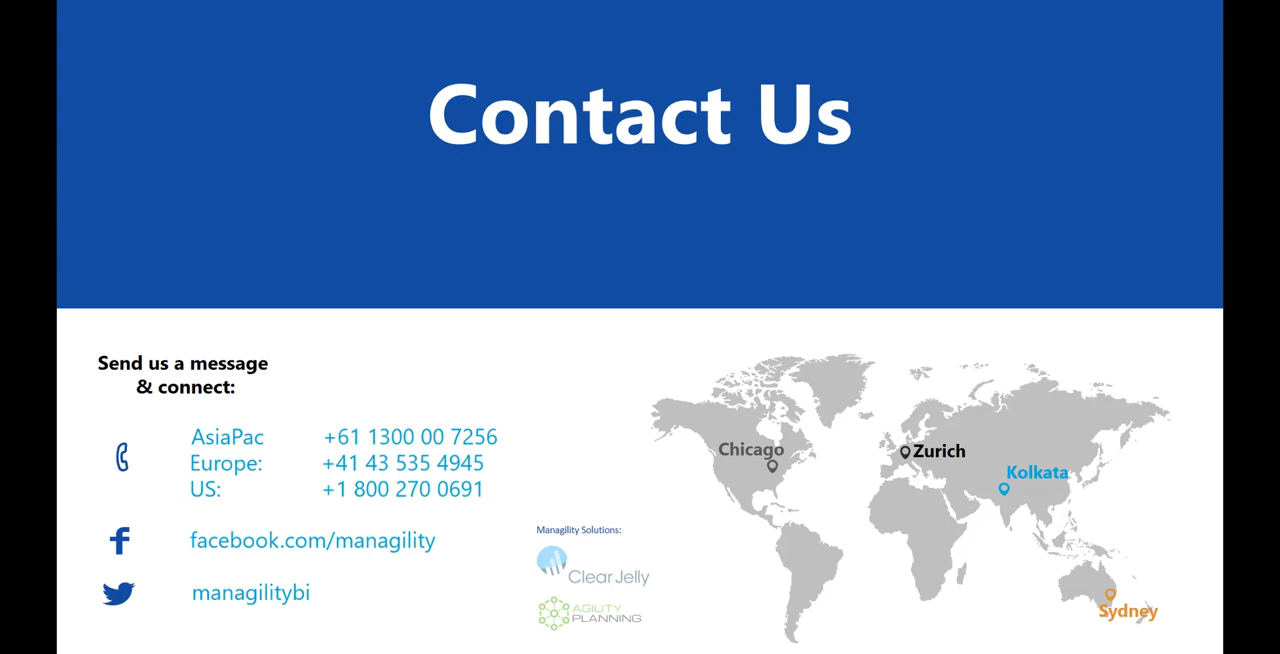 Contact Us
Send us a message
& connect:
AsiaPac +61 1300 00 7256
Europe: +41 43 535 4945
US: +1 800 270 0691
facebook.com/managility
managilitybi
Managility Solutions:
Clear Jelly
AGILITY
PLANNING
Chicago
Zurich
Kolkata
Sydney